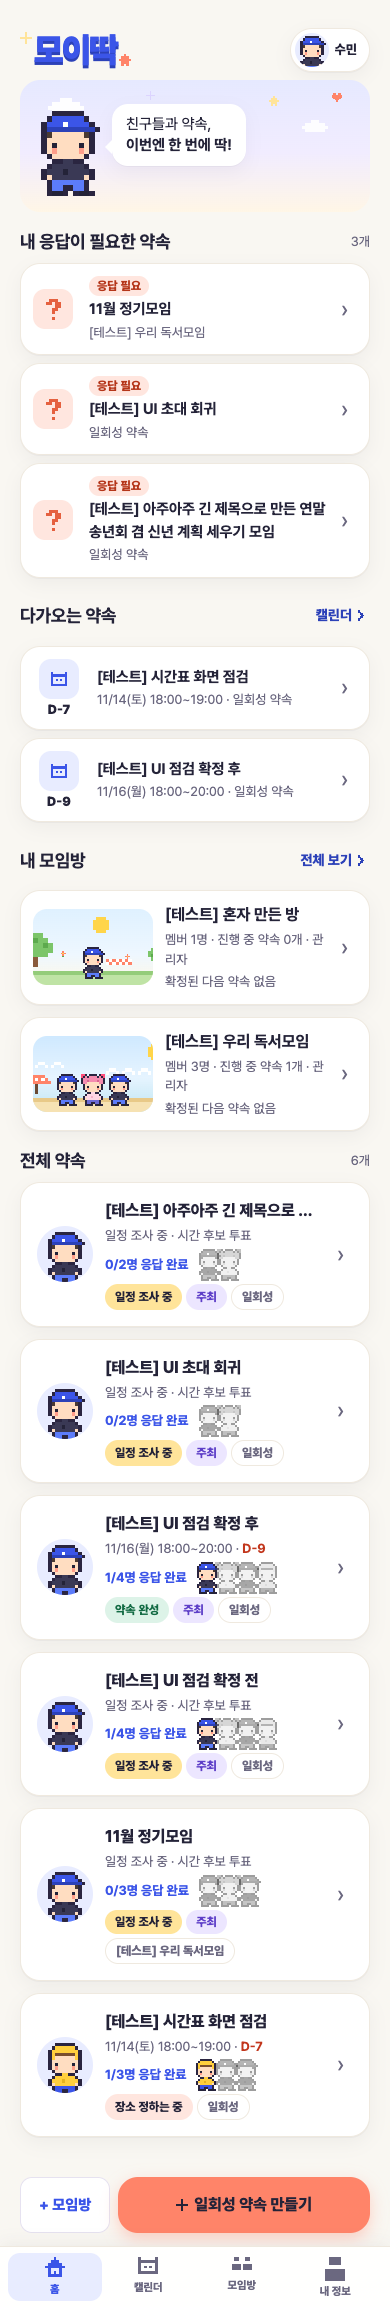 모이딱
수민
친구들과 약속,
이번엔 한 번에 딱!
내 응답이 필요한 약속
3개
응답 필요
11월 정기모임
[테스트] 우리 독서모임
응답 필요
[테스트] UI 초대 회귀
일회성 약속
응답 필요
[테스트] 아주아주 긴 제목으로 만든 연말
송년회 겸 신년 계획 세우기 모임
일회성 약속
다가오는 약속
캘린더
[테스트] 시간표 화면 점검
11/14(토) 18:00~19:00 · 일회성 약속
D-7
[테스트] UI 점검 확정 후
11/16(월) 18:00~20:00 · 일회성 약속
D-9
내 모임방
전체 보기
[테스트] 혼자 만든 방
멤버 1명 · 진행 중 약속 0개 · 관
리자
확정된 다음 약속 없음
[테스트] 우리 독서모임
멤버 3명 · 진행 중 약속 1개 · 관
리자
확정된 다음 약속 없음
전체 약속
6개
[테스트] 아주아주 긴 제목으로 ...
일정 조사 중 · 시간 후보 투표
0/2명 응답 완료
일정 조사 중 주최 일회성
[테스트] UI 초대 회귀
일정 조사 중 · 시간 후보 투표
0/2명 응답 완료
일정 조사 중 주최 일회성
[테스트] UI 점검 확정 후
11/16(월) 18:00~20:00 · D-9
1/4명 응답 완료
약속 완성 주최 일회성
[테스트] UI 점검 확정 전
일정 조사 중 · 시간 후보 투표
1/4명 응답 완료
일정 조사 중 주최 일회성
11월 정기모임
일정 조사 중 · 시간 후보 투표
0/3명 응답 완료
일정 조사 중 주최
[테스트] 우리 독서모임
[테스트] 시간표 화면 점검
11/14(토) 18:00~19:00 · D-7
1/3명 응답 완료
장소 정하는 중 일회성
+ 모임방
+ 일회성 약속 만들기
홈
캘린더
모임방
내 정보